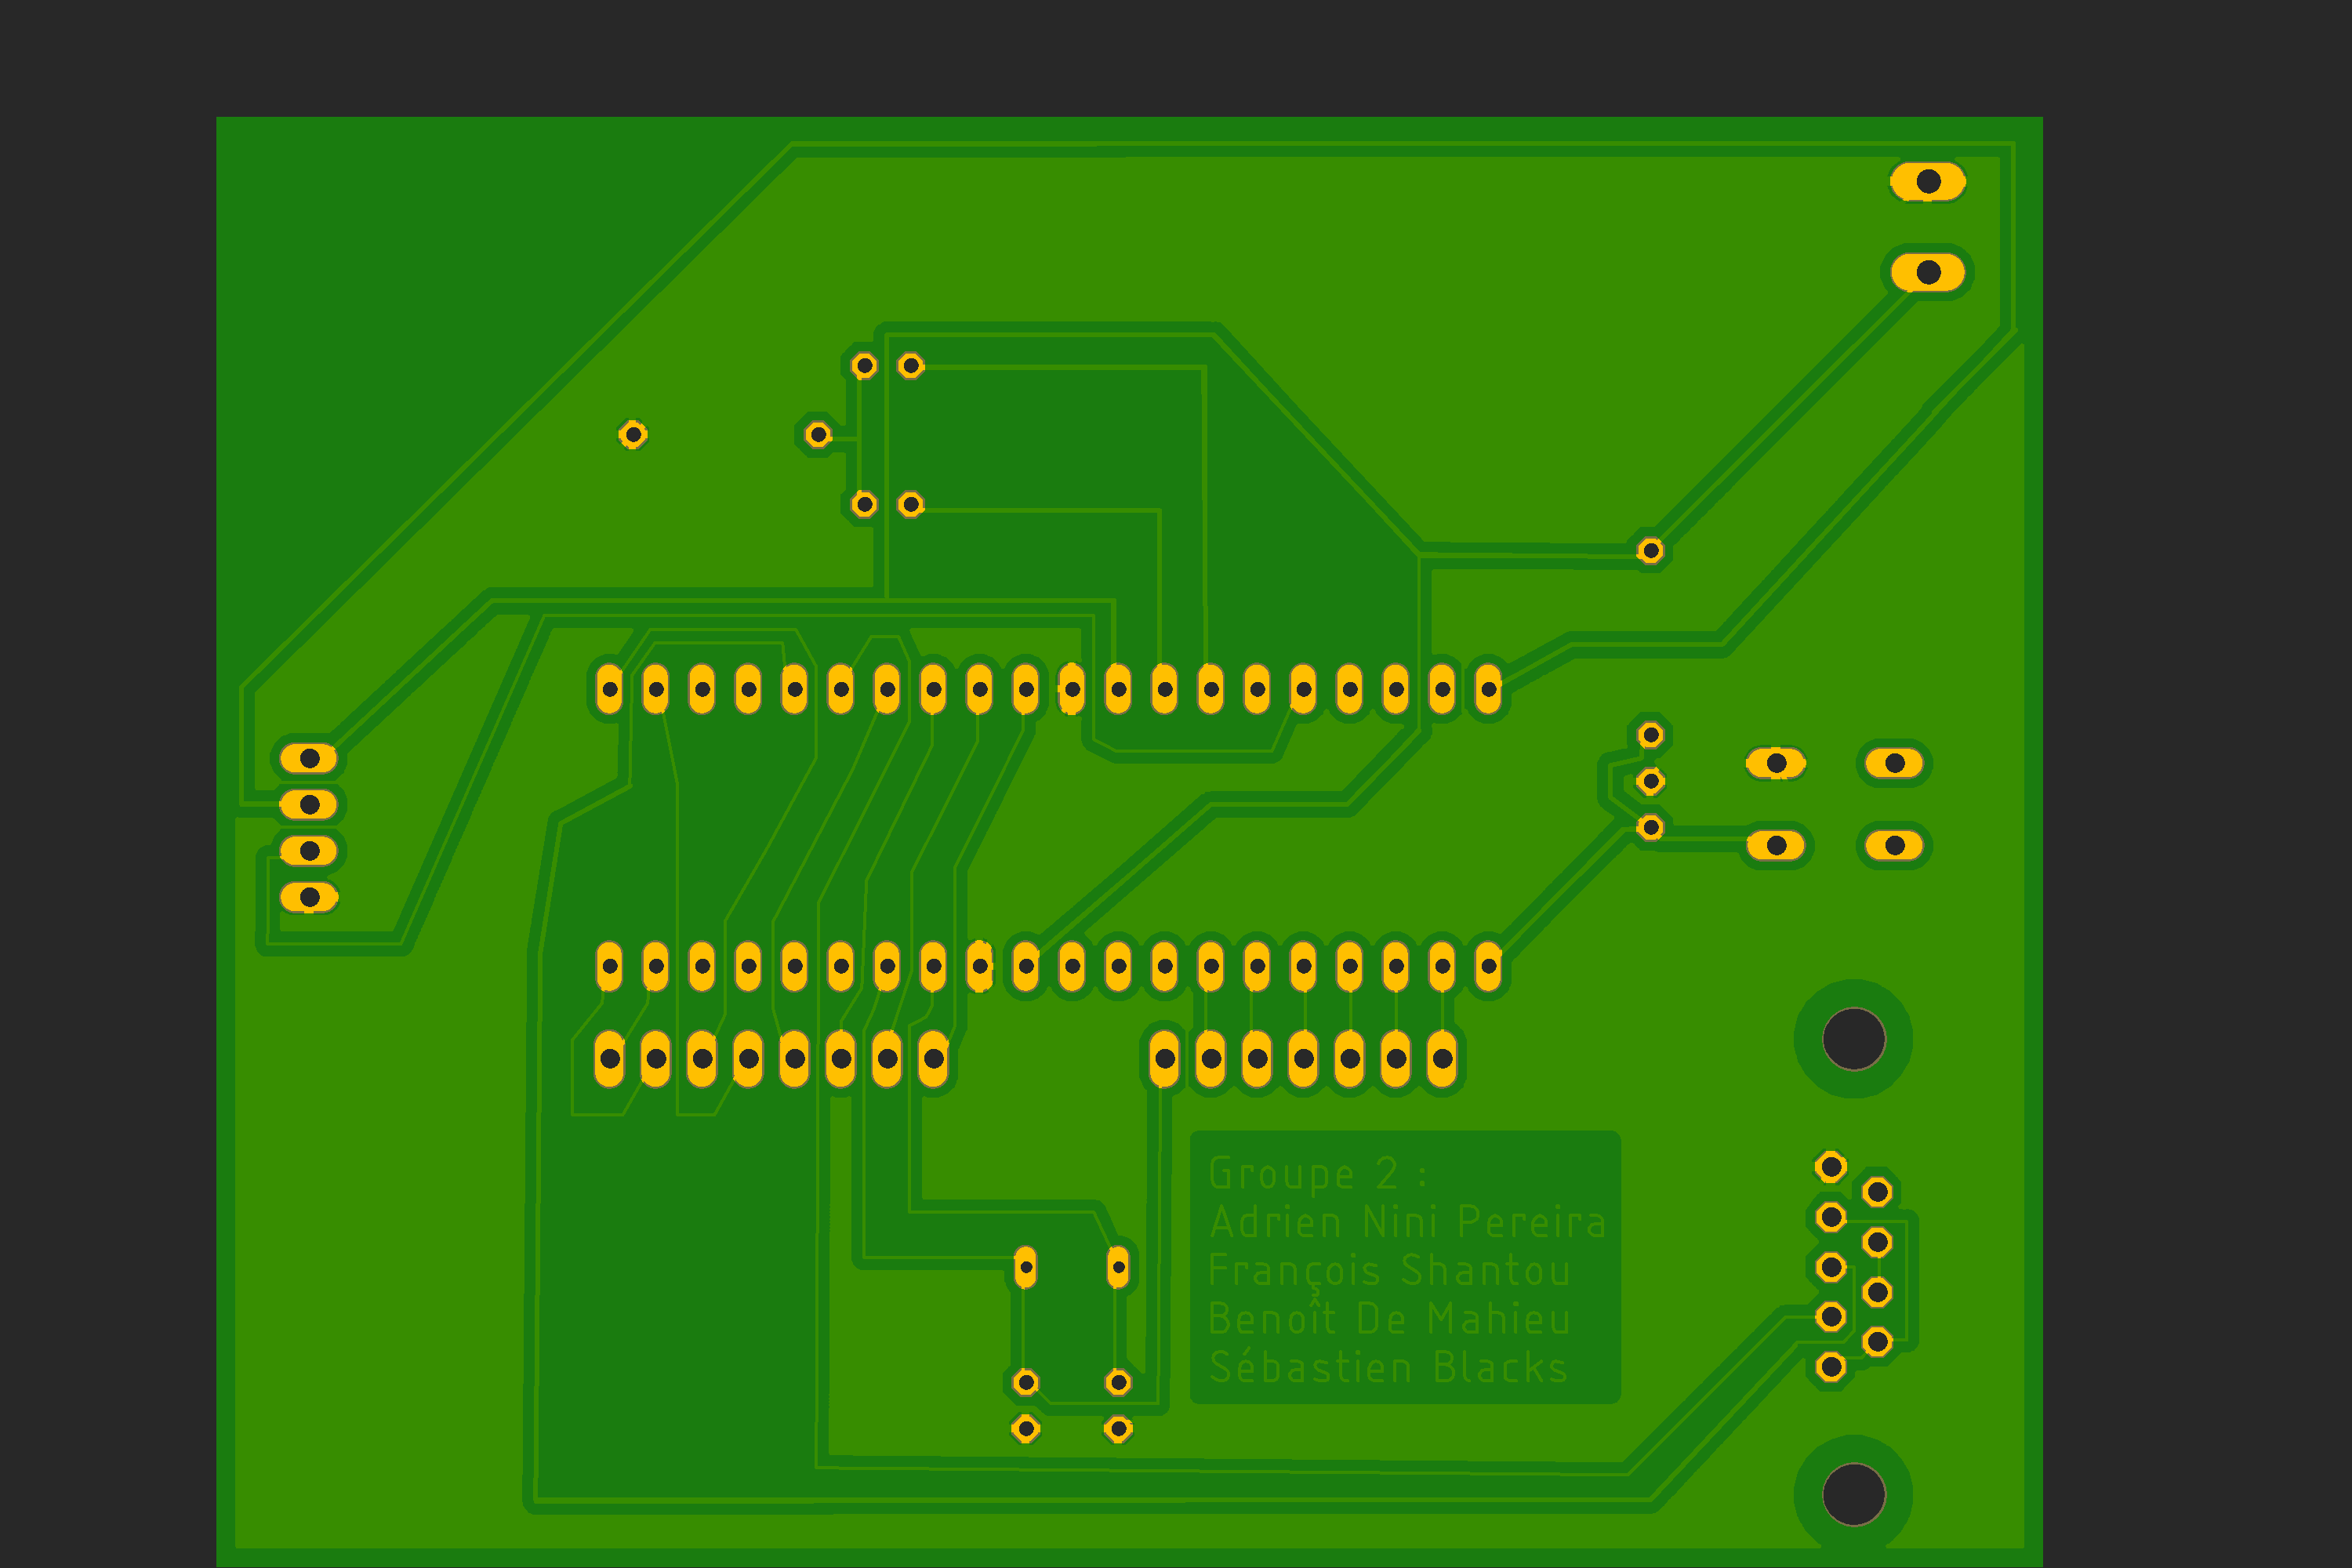 Groupe 2 :
Adrien Nini Pereira
François Shantou
Benoît De Mahieu
Sébastien Blacks